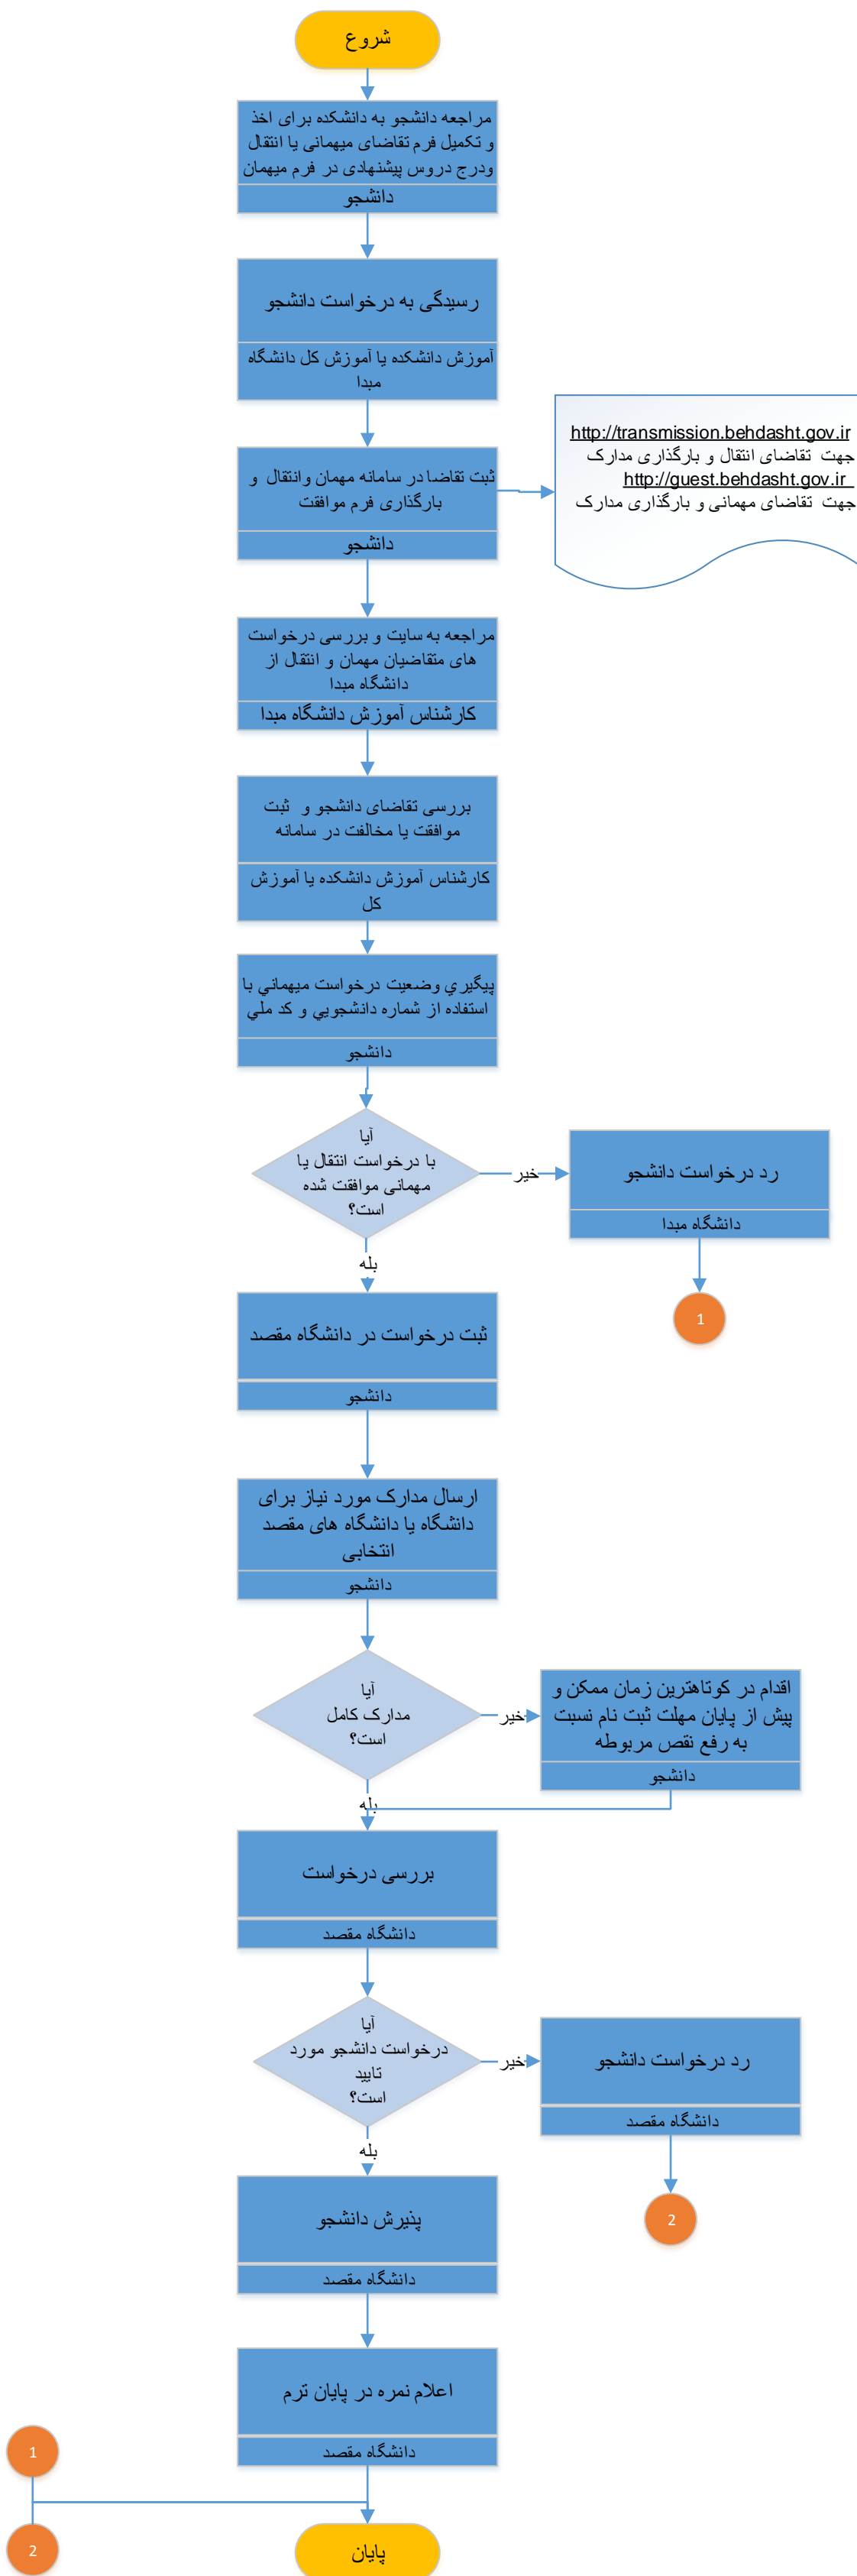 شروع
مراجعه دانشجو به دانشکده برای اخذ
و تکمیل فرم تقاضای میهمانی یا انتقال
ودرج دروس پیشنهادی در فرم میهمان
دانشجو
رسیدگی به درخواست دانشجو
آموزش دانشکده یا آموزش کل دانشگاه
مبدا
ثبت تقاضا در سامانه مهمان وانتقال و
بارگذاری فرم موافقت
دانشجو
http://transmission.behdasht.gov.ir
جهت تقاضای انتقال و بارگذاری مدارک
http://guest.behdasht.gov.ir
جهت تقاضای مهمانی و بارگذاری مدارک
مراجعه به سایت و بررسی درخواست
های متقاضیان مهمان و انتقال از
دانشگاه مبدا
کارشناس آموزش دانشگاه مبدا
بررسی تقاضای دانشجو و ثبت
موافقت یا مخالفت در سامانه
کارشناس آموزش دانشکده یا آموزش
کل
پیگیري وضعیت درخواست میهماني با
استفاده از شماره دانشجویي و کد ملي
دانشجو
آیا
با درخواست انتقال یا
مهمانی موافقت شده
است؟
خیر
رد درخواست دانشجو
دانشگاه مبدا
1
بله
ثبت درخواست در دانشگاه مقصد
دانشجو
ارسال مدارک مورد نیاز برای
دانشگاه یا دانشگاه های مقصد
انتخابی
دانشجو
آیا
مدارک کامل
است؟
خیر
اقدام در کوتاهترین زمان ممکن و
پیش از پایان مهلت ثبت نام نسبت
به رفع نقص مربوطه
دانشجو
بله
بررسی درخواست
دانشگاه مقصد
آیا
درخواست دانشجو مورد
تایید
است؟
خیر
رد درخواست دانشجو
دانشگاه مقصد
2
بله
پذیرش دانشجو
دانشگاه مقصد
اعلام نمره در پایان ترم
دانشگاه مقصد
1
2
پایان